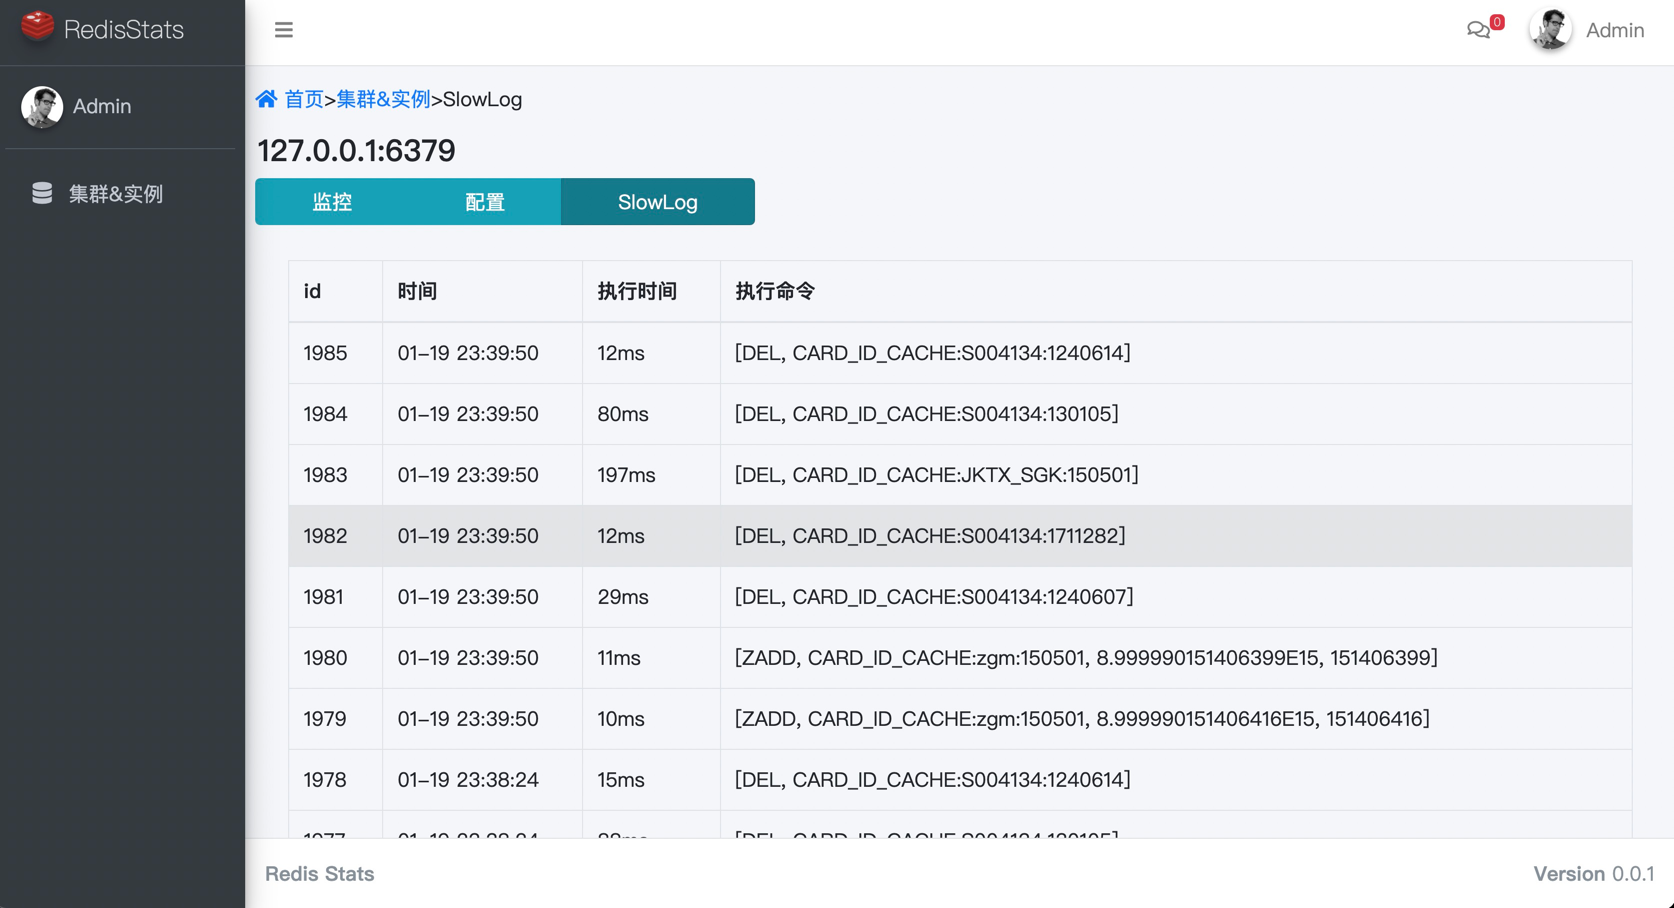 RedisStats
0
Admin
Admin
集群&实例
首页>集群&实例>SlowLog
127.0.0.1:6379
监控 配置 SlowLog
id 时间 执行时间 执行命令
1985 01-19 23:39:50 12ms [DEL, CARD_ID_CACHE:S004134:1240614]
1984 01-19 23:39:50 80ms [DEL, CARD_ID_CACHE:S004134:130105]
1983 01-19 23:39:50 197ms [DEL, CARD_ID_CACHE:JKTX_SGK:150501]
1982 01-19 23:39:50 12ms [DEL, CARD_ID_CACHE:S004134:1711282]
1981 01-19 23:39:50 29ms [DEL, CARD_ID_CACHE:S004134:1240607]
1980 01-19 23:39:50 11ms [ZADD, CARD_ID_CACHE:zgm:150501, 8.999990151406399E15, 151406399]
1979 01-19 23:39:50 10ms [ZADD, CARD_ID_CACHE:zgm:150501, 8.999990151406416E15, 151406416]
1978 01-19 23:38:24 15ms [DEL, CARD_ID_CACHE:S004134:1240614]
Redis Stats
Version 0.0.1